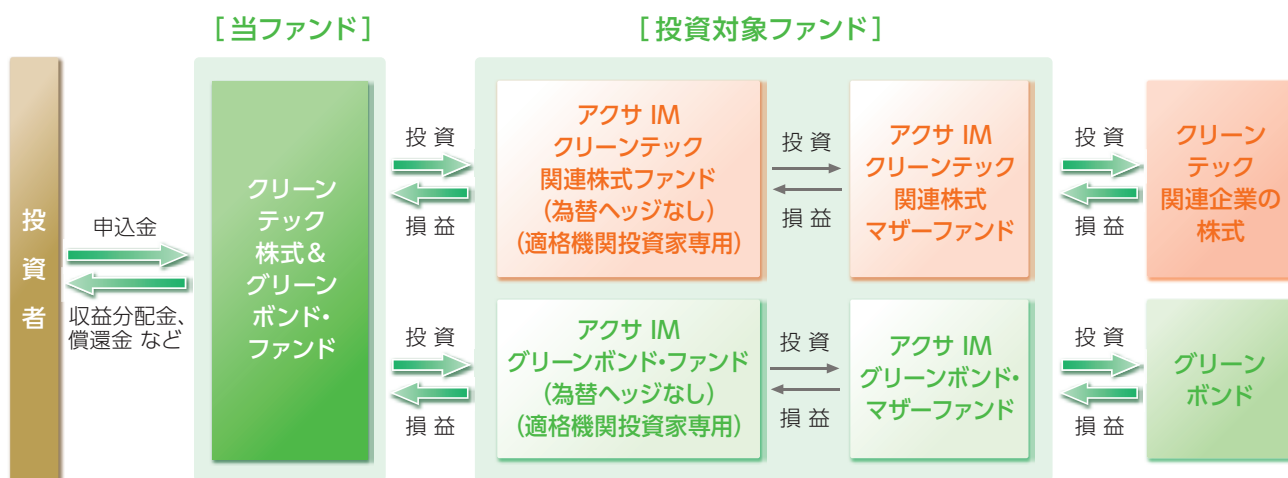 [当ファンド]
[投資対象ファンド]
投資者
申込金
収益分配金、
償還金 など
クリーン
テック
株式＆
グリーン
ボンド・
ファンド
投 資
損 益
アクサ IM
クリーンテック
関連株式ファンド
(為替ヘッジなし)
(適格機関投資家専用)
投 資
損 益
アクサ IM
クリーンテック
関連株式
マザーファンド
投 資
損 益
クリーン
テック
関連企業の
株式
投 資
損 益
アクサ IM
グリーンボンド・ファンド
(為替ヘッジなし)
(適格機関投資家専用)
投 資
損 益
アクサ IM
グリーンボンド・
マザーファンド
投 資
損 益
グリーン
ボンド